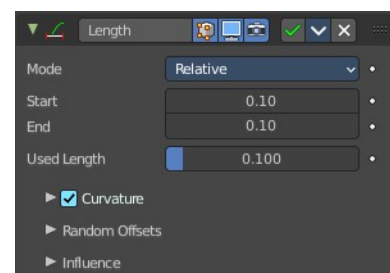 Length
Mode Relative
Start 0.10
End 0.10
Used Length 0.100
Curvature
Random Offsets
Influence